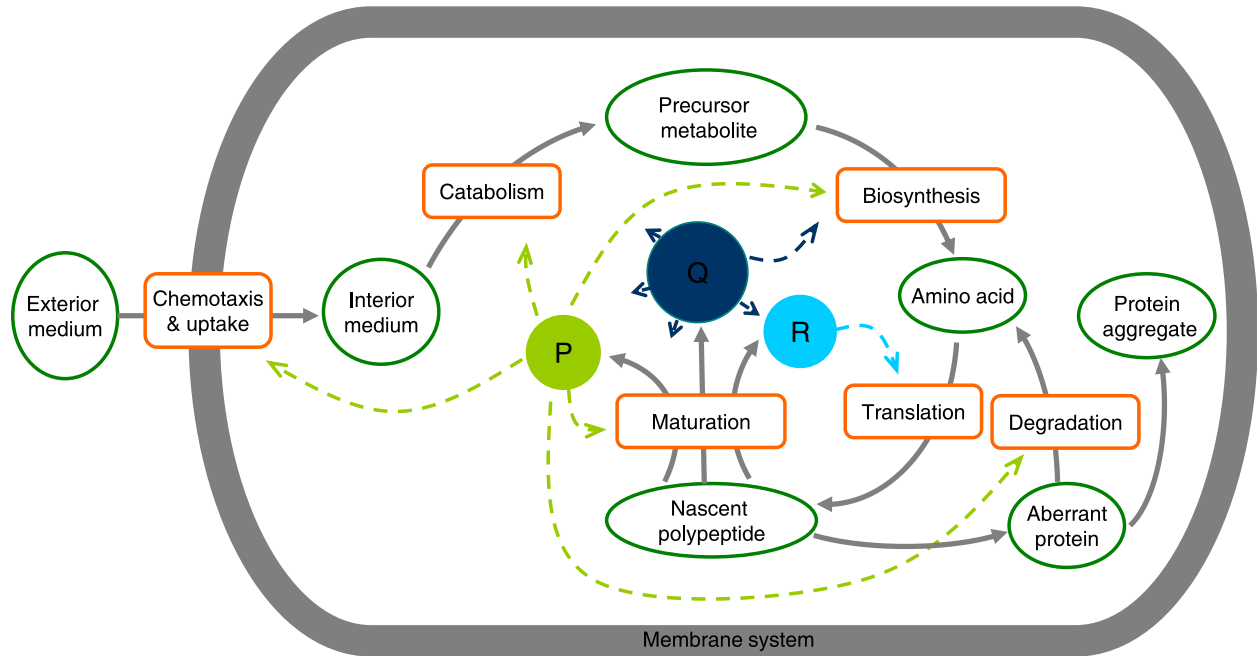 Precursor
metabolite
Catabolism
Biosynthesis
Exterior
medium
Chemotaxis
& uptake
Interior
medium
Q
Amino acid
Protein
aggregate
P
R
Maturation
Translation
Degradation
Nascent
polypeptide
Aberrant
protein
Membrane system